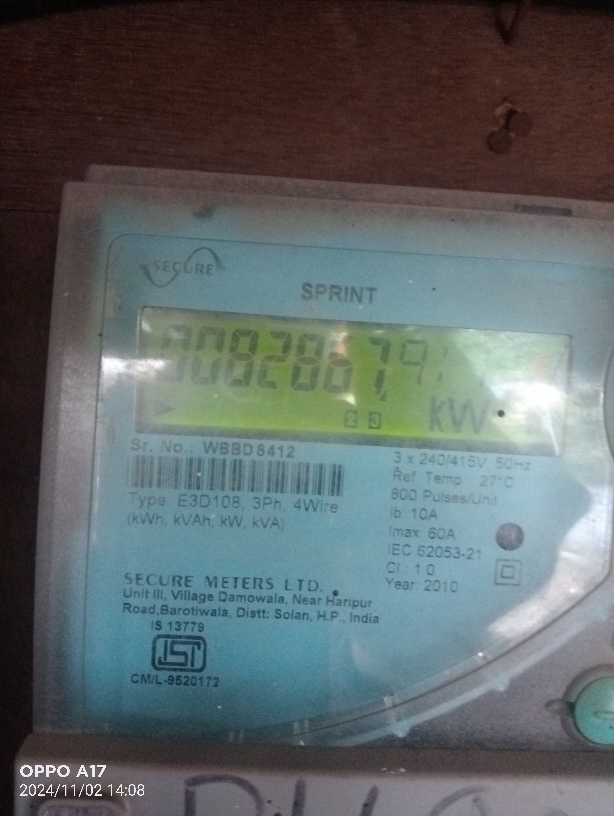 SECURE
SPRINT
kW
Sr. No.: WBBD8412
3 x 240/415V, 50Hz
Ref. Temp 27°C
800 Pulses/Unit
Ib: 10A
Imax: 60A
IEC 62053-21
Cl : 1.0
Year: 2010
Type E3D108, 3Ph, 4Wire
(kWh, kVAh, kW, kVA)
SECURE METERS LTD.
Unit III, Village Damowala, Near Haripur
Road,Barotiwala, Distt: Solan, H.P., India
IS 13779
ISI
CM/L-9520172
OPPO A17
2024/11/02 14:08